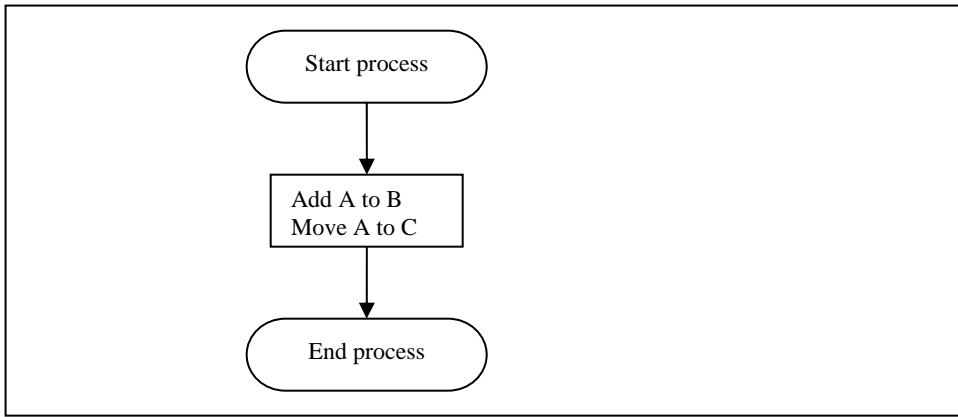 Start process
Add A to B
Move A to C
End process